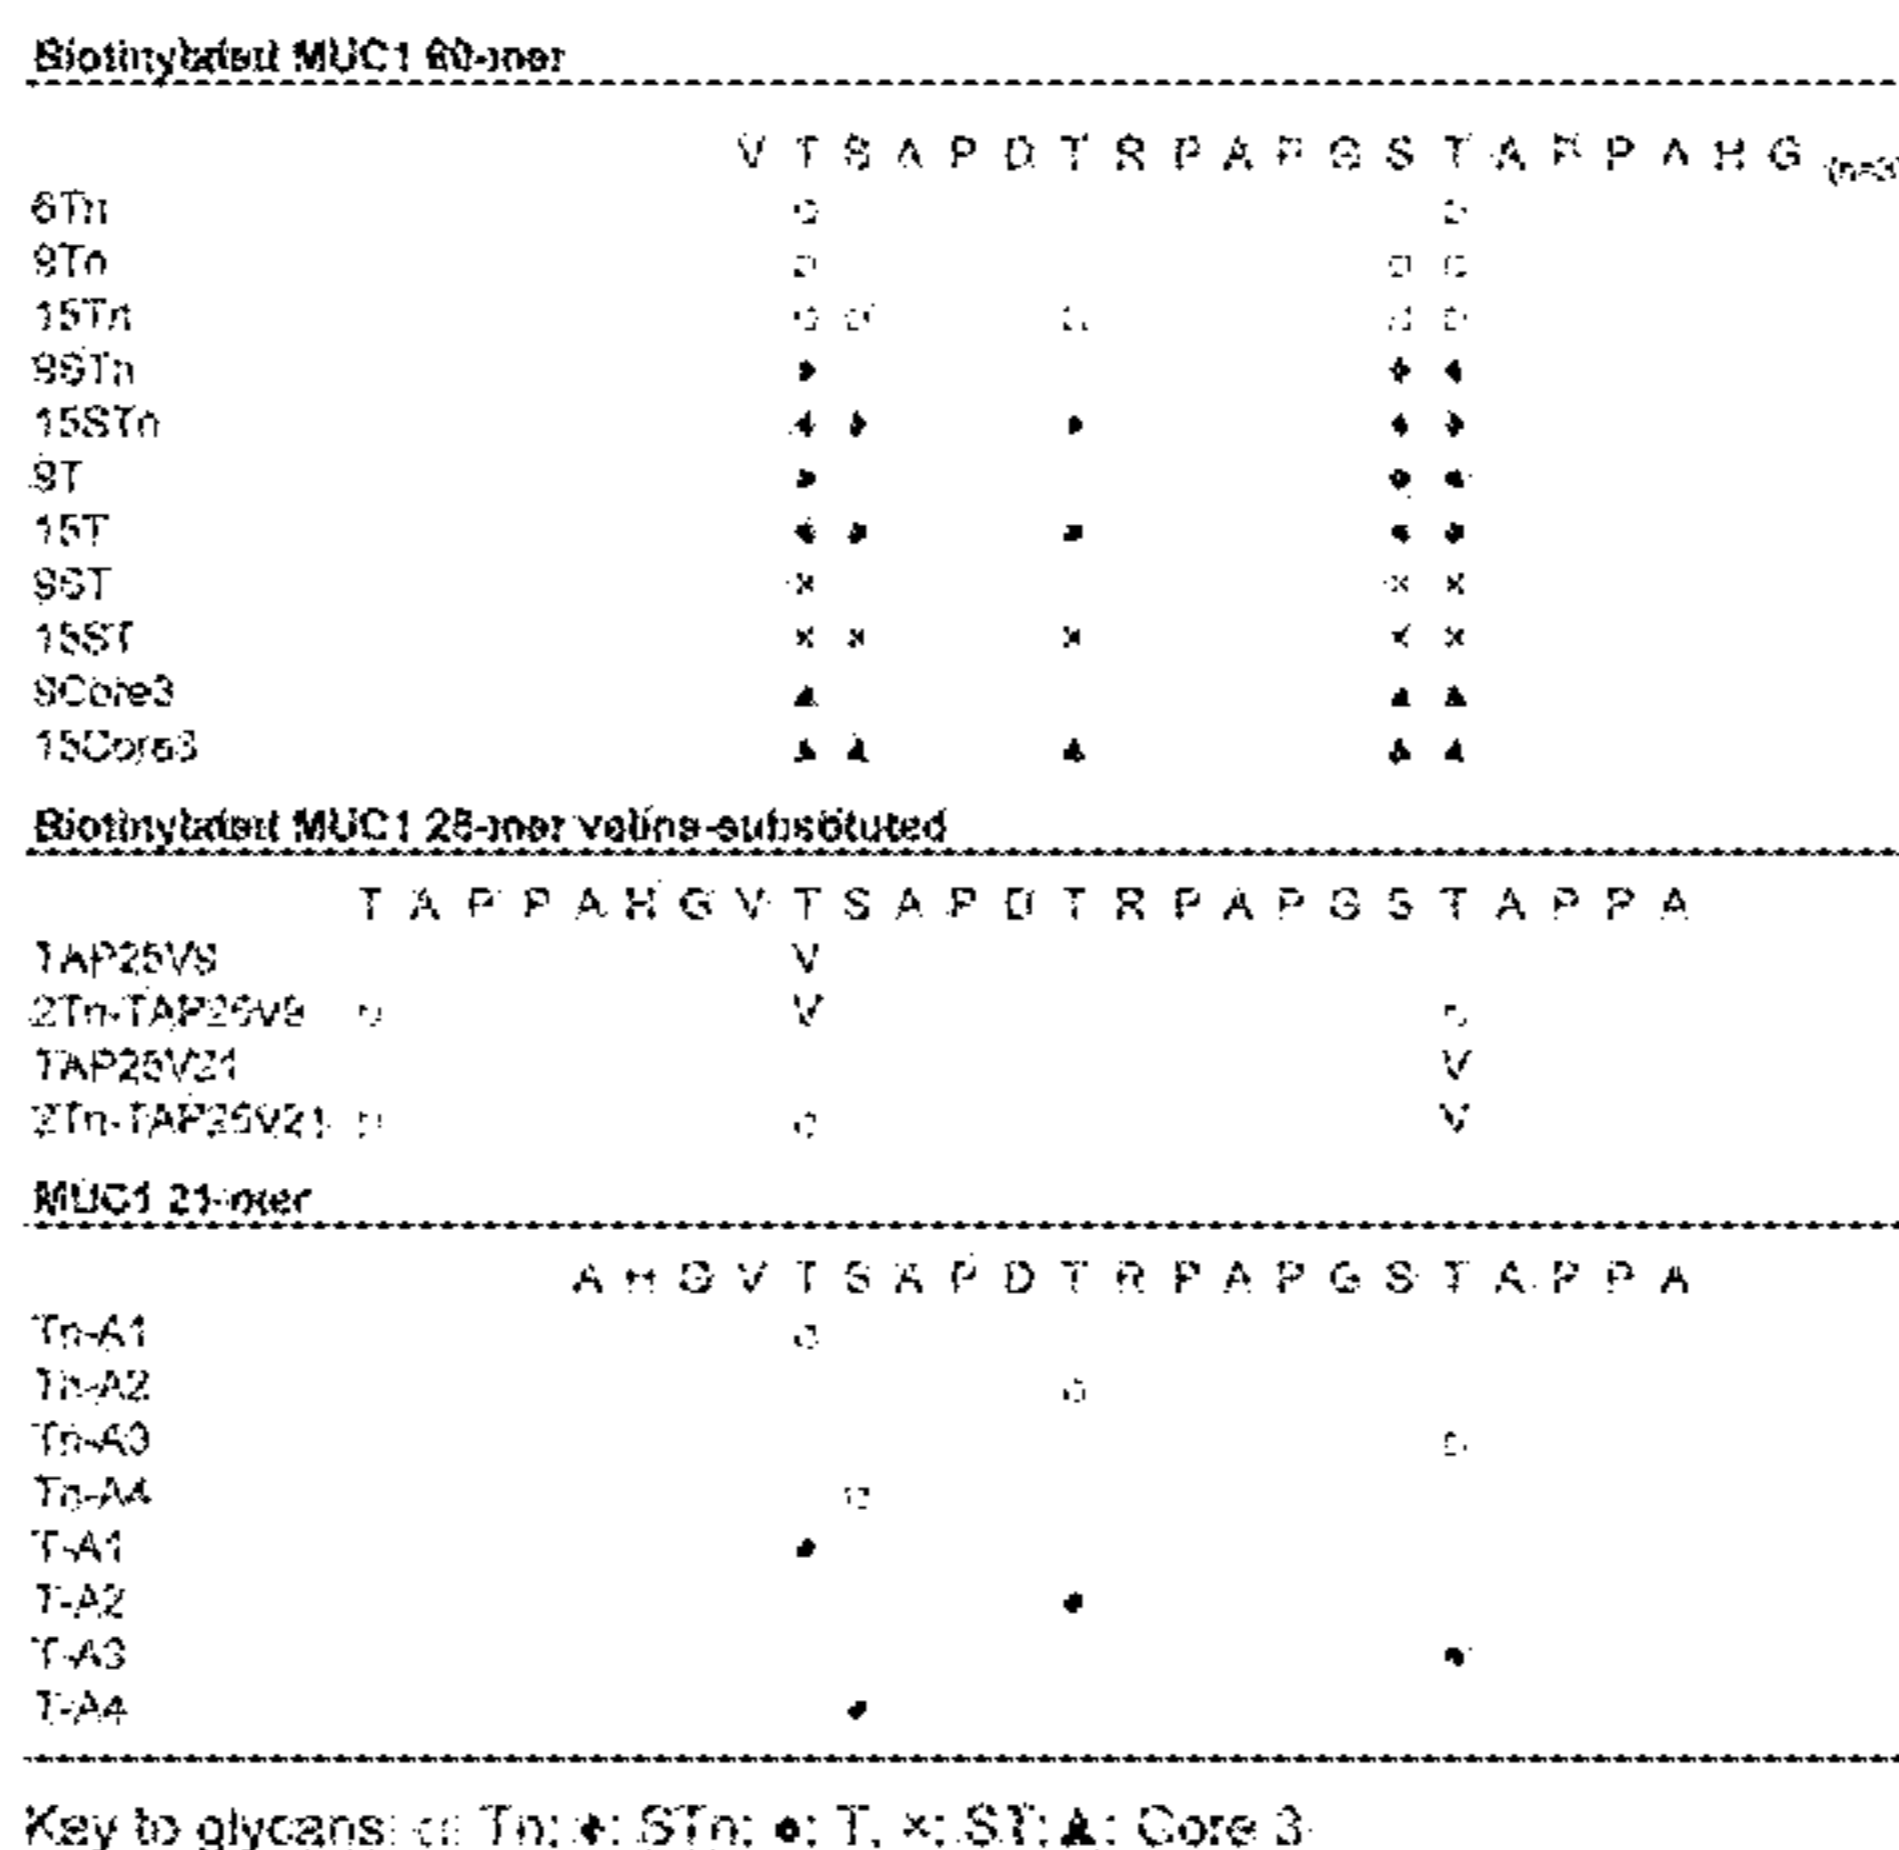 Biotinylated MUC1 60-mer
V T S A P D T R P A P G S T A P P A H G (n=3
6Tn ○ ○
9Tn ○ ○ ○
15Tn ○ ○ ○ ○ ○
9STn ♦ ♦ ♦
15STn ♦ ♦ ♦ ♦ ♦
9T ● ● ●
15T ● ● ● ● ●
9ST × × ×
15ST × × × × ×
9Core3 ▲ ▲ ▲
15Core3 ▲ ▲ ▲ ▲ ▲
Biotinylated MUC1 25-mer valine-substituted
T A P P A H G V T S A P D T R P A P G S T A P P A
TAP25V9 V
2Tn-TAP25V9 ○ V ○
TAP25V21 V
2Tn-TAP25V21 ○ ○ V
MUC1 21-mer
A H G V T S A P D T R P A P G S T A P P A
Tn-A1 ○
Tn-A2 ○
Tn-A3 ○
Tn-A4 ○
T-A1 ●
T-A2 ●
T-A3 ●
T-A4 ●
Key to glycans: ○: Tn; ♦: STn; ●: T, ×: ST; ▲: Core 3